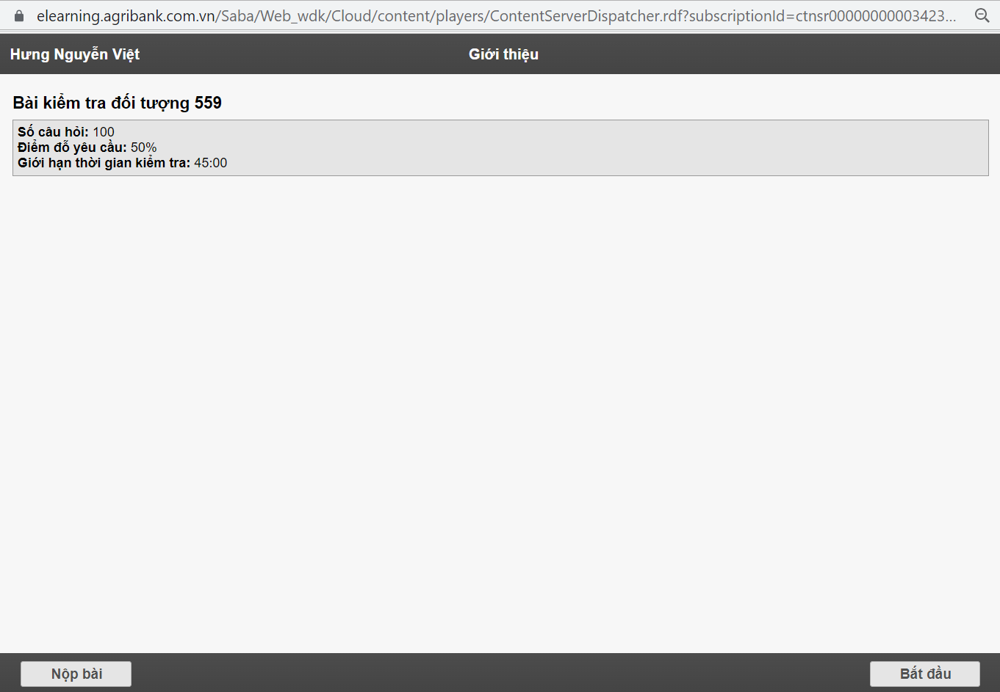 elearning.agribank.com.vn/Saba/Web_wdk/Cloud/content/players/ContentServerDispatcher.rdf?subscriptionId=ctnsr00000000003423...
Hưng Nguyễn Việt
Giới thiệu
Bài kiểm tra đối tượng 559
Số câu hỏi: 100
Điểm đỗ yêu cầu: 50%
Giới hạn thời gian kiểm tra: 45:00
Nộp bài
Bắt đầu